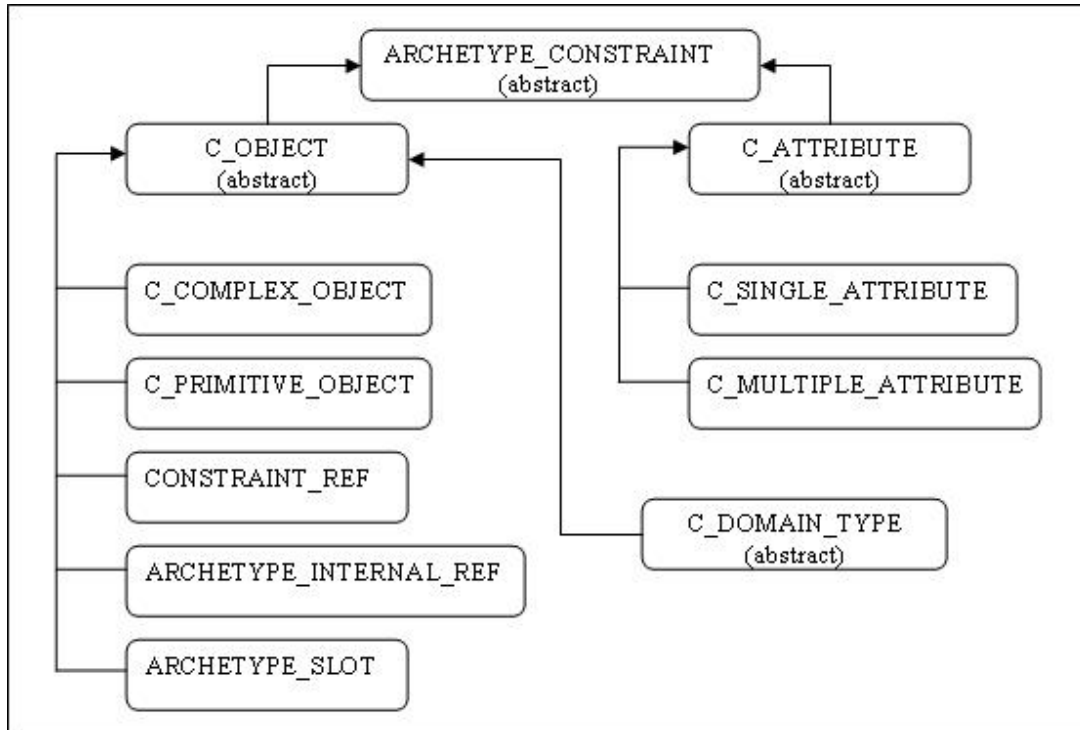 ARCHETYPE_CONSTRAINT
(abstract)
C_OBJECT
(abstract)
C_ATTRIBUTE
(abstract)
C_COMPLEX_OBJECT
C_SINGLE_ATTRIBUTE
C_PRIMITIVE_OBJECT
C_MULTIPLE_ATTRIBUTE
CONSTRAINT_REF
C_DOMAIN_TYPE
(abstract)
ARCHETYPE_INTERNAL_REF
ARCHETYPE_SLOT